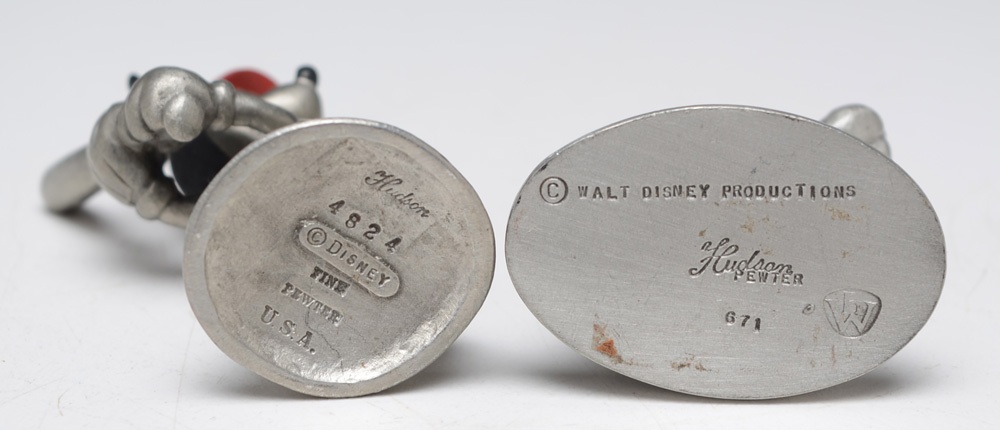 Hudson
4824
© DISNEY
FINE
PEWTER
U.S.A.
© WALT DISNEY PRODUCTIONS
Hudson
PEWTER
671
W